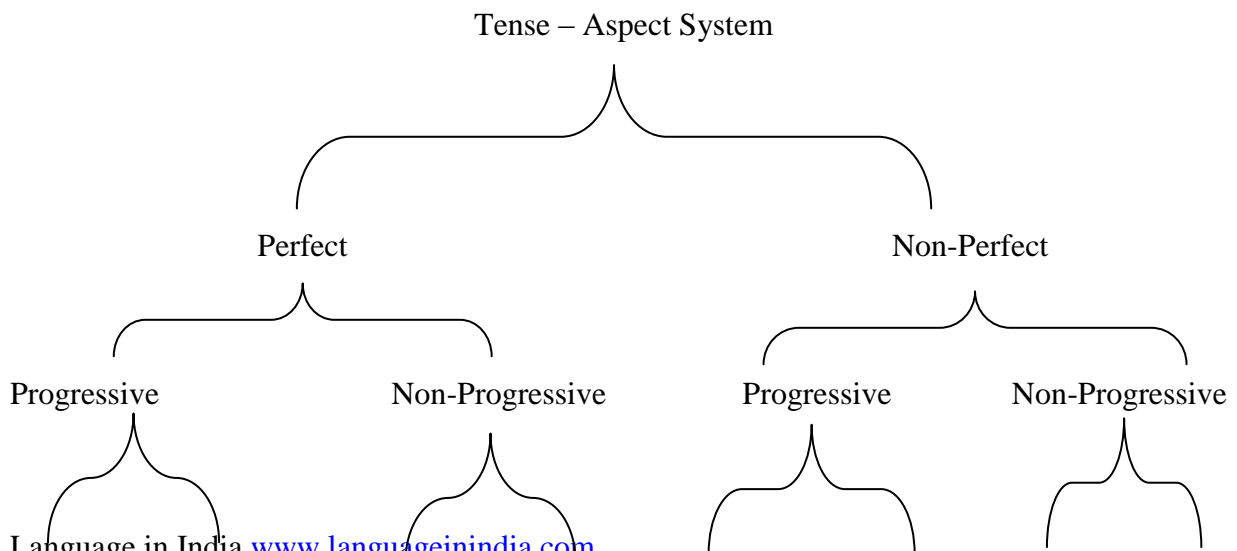 Tense – Aspect System
Perfect Non-Perfect
Progressive Non-Progressive Progressive Non-Progressive
Language in India www.languageinindia.com